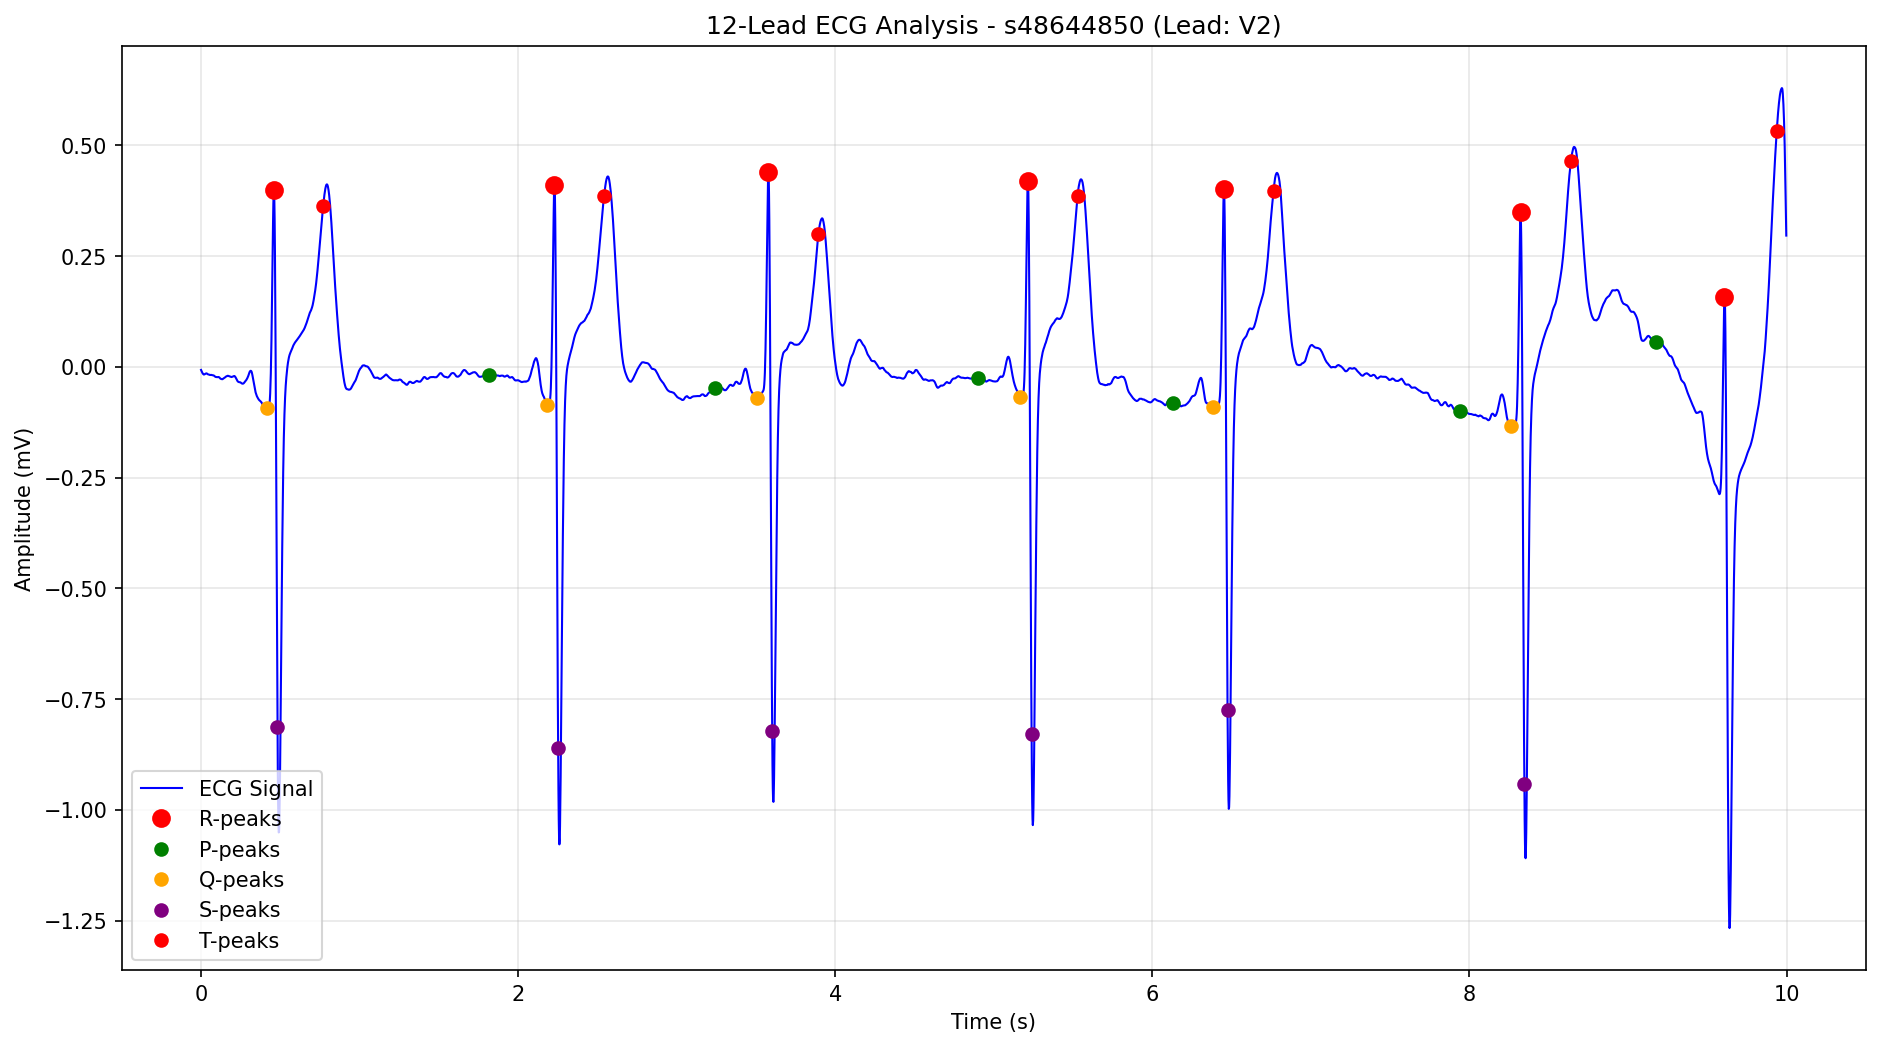 12-Lead ECG Analysis - s48644850 (Lead: V2)
0.50
0.25
0.00
−0.25
−0.50
−0.75
−1.00
−1.25
Amplitude (mV)
ECG Signal
R-peaks
P-peaks
Q-peaks
S-peaks
T-peaks
0 2 4 6 8 10
Time (s)